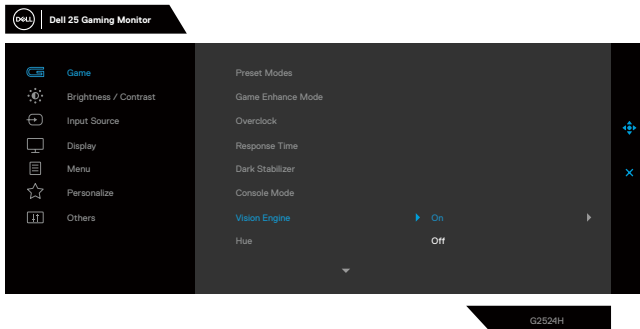 DELL
Dell 25 Gaming Monitor
Game
Brightness / Contrast
Input Source
Display
Menu
Personalize
Others
Preset Modes
Game Enhance Mode
Overclock
Response Time
Dark Stabilizer
Console Mode
Vision Engine
On
Hue
Off
G2524H